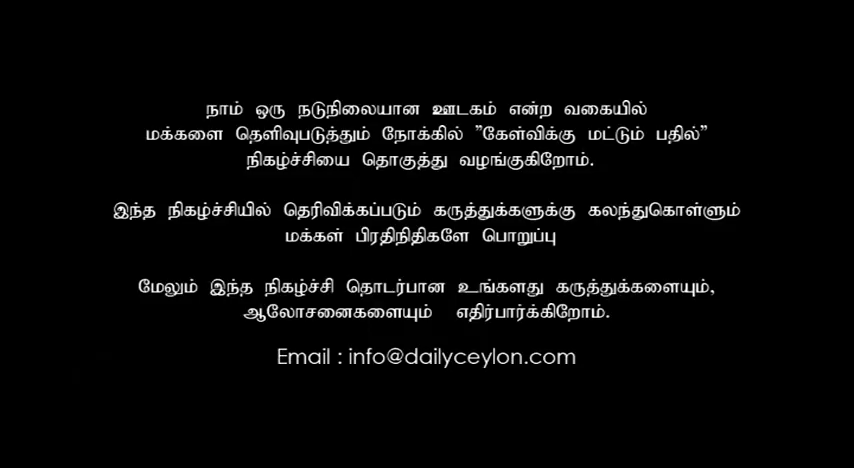 நாம் ஒரு நடுநிலையான ஊடகம் என்ற வகையில்
மக்களை தெளிவுபடுத்தும் நோக்கில் "கேள்விக்கு மட்டும் பதில்"
நிகழ்ச்சியை தொகுத்து வழங்குகிறோம்.
இந்த நிகழ்ச்சியில் தெரிவிக்கப்படும் கருத்துக்களுக்கு கலந்துகொள்ளும்
மக்கள் பிரதிநிதிகளே பொறுப்பு
மேலும் இந்த நிகழ்ச்சி தொடர்பான உங்களது கருத்துக்களையும்,
ஆலோசனைகளையும் எதிர்பார்க்கிறோம்.
Email : info@dailyceylon.com